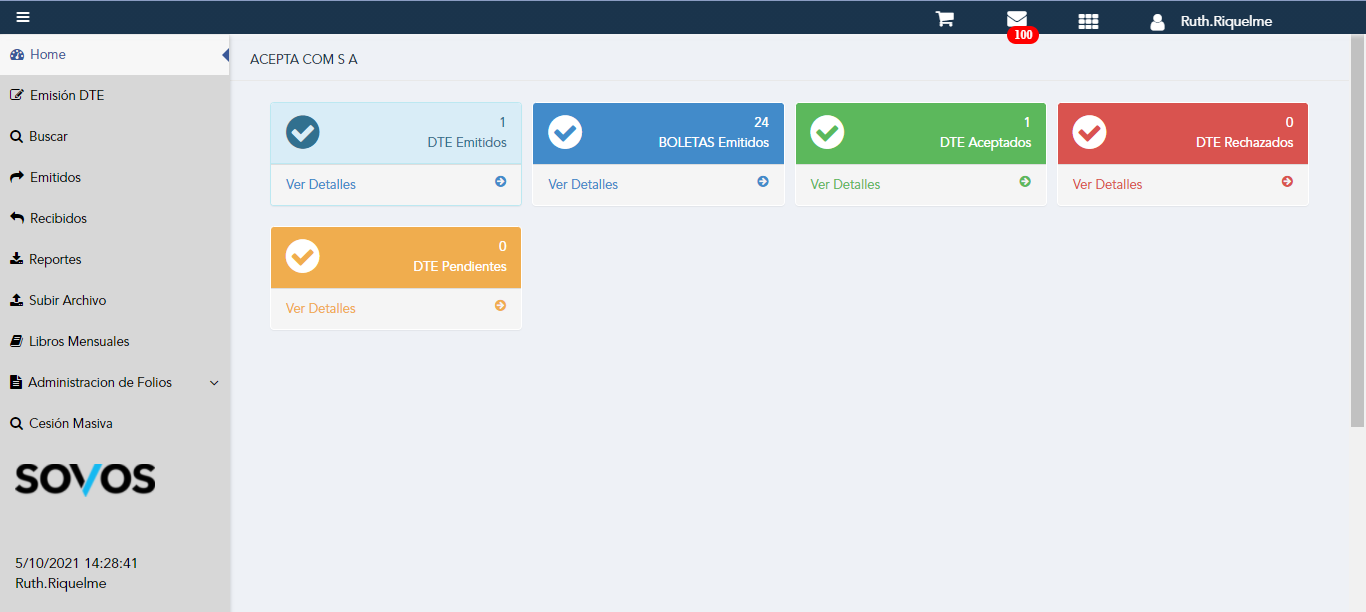 Ruth.Riquelme
100
Home
Emisión DTE
Buscar
Emitidos
Recibidos
Reportes
Subir Archivo
Libros Mensuales
Administracion de Folios
Cesión Masiva
SOVOS
5/10/2021 14:28:41
Ruth.Riquelme
ACEPTA COM S A
1
DTE Emitidos
Ver Detalles
24
BOLETAS Emitidos
Ver Detalles
1
DTE Aceptados
Ver Detalles
0
DTE Rechazados
Ver Detalles
0
DTE Pendientes
Ver Detalles